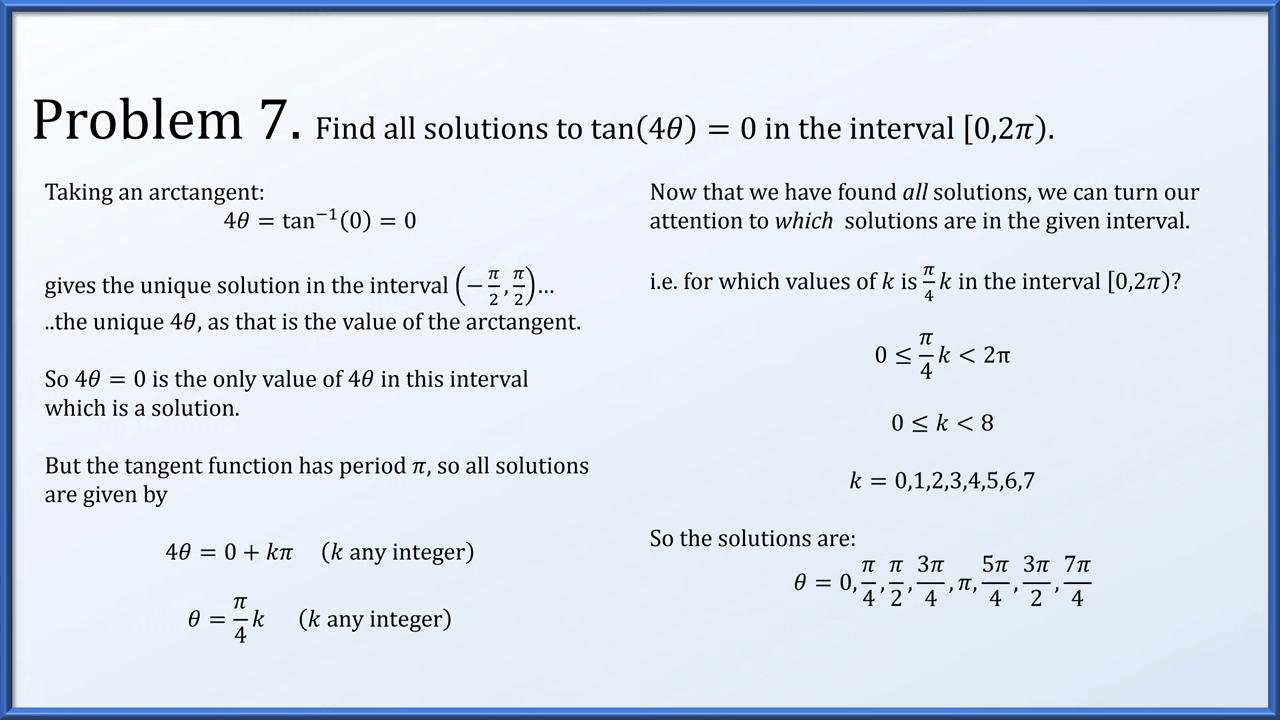 Problem 7. Find all solutions to tan(4θ) = 0 in the interval [0,2π).
Taking an arctangent:
4θ = tan⁻¹(0) = 0
gives the unique solution in the interval (−π/2, π/2)...
..the unique 4θ, as that is the value of the arctangent.
So 4θ = 0 is the only value of 4θ in this interval
which is a solution.
But the tangent function has period π, so all solutions
are given by
4θ = 0 + kπ (k any integer)
θ = π/4 k (k any integer)
Now that we have found all solutions, we can turn our
attention to which solutions are in the given interval.
i.e. for which values of k is π/4 k in the interval [0,2π)?
0 ≤ π/4 k < 2π
0 ≤ k < 8
k = 0,1,2,3,4,5,6,7
So the solutions are:
θ = 0, π/4, π/2, 3π/4, π, 5π/4, 3π/2, 7π/4